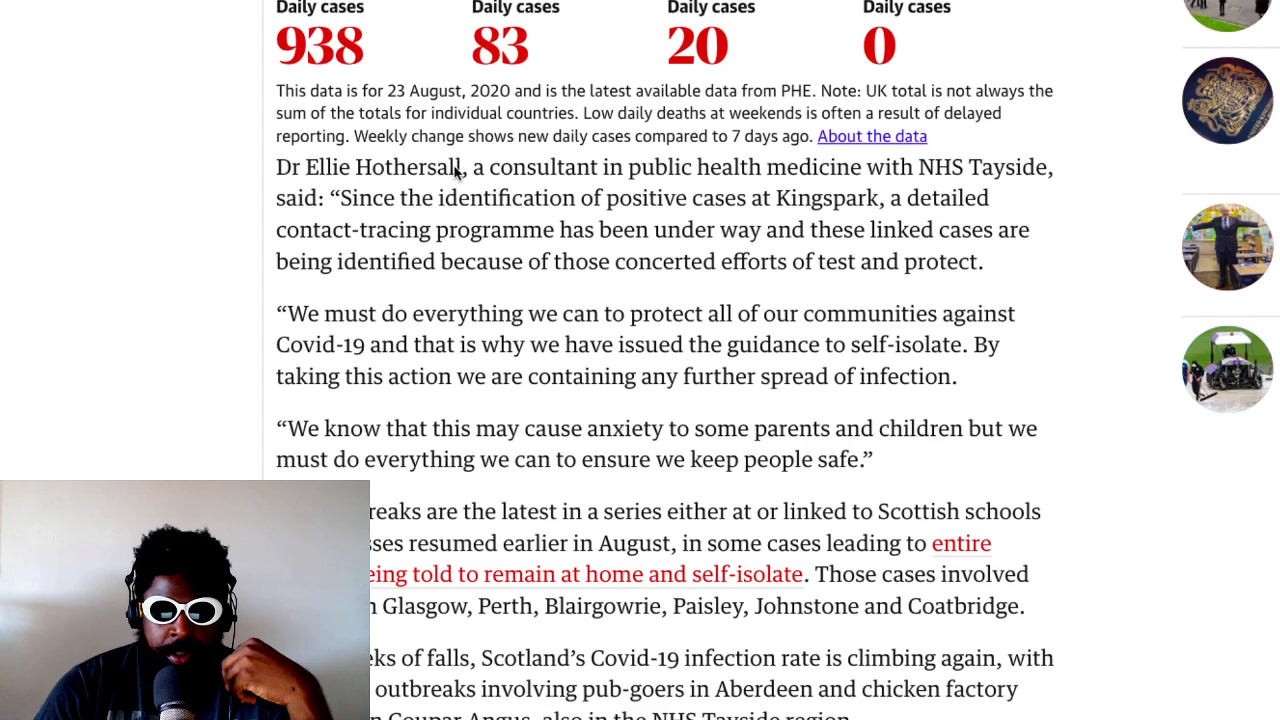 Daily cases Daily cases Daily cases Daily cases
938 83 20 0
This data is for 23 August, 2020 and is the latest available data from PHE. Note: UK total is not always the
sum of the totals for individual countries. Low daily deaths at weekends is often a result of delayed
reporting. Weekly change shows new daily cases compared to 7 days ago. About the data
Dr Ellie Hothersall, a consultant in public health medicine with NHS Tayside,
said: “Since the identification of positive cases at Kingspark, a detailed
contact-tracing programme has been under way and these linked cases are
being identified because of those concerted efforts of test and protect.
“We must do everything we can to protect all of our communities against
Covid-19 and that is why we have issued the guidance to self-isolate. By
taking this action we are containing any further spread of infection.
“We know that this may cause anxiety to some parents and children but we
must do everything we can to ensure we keep people safe.”
reaks are the latest in a series either at or linked to Scottish schools
sses resumed earlier in August, in some cases leading to entire
eing told to remain at home and self-isolate. Those cases involved
n Glasgow, Perth, Blairgowrie, Paisley, Johnstone and Coatbridge.
eks of falls, Scotland’s Covid-19 infection rate is climbing again, with
outbreaks involving pub-goers in Aberdeen and chicken factory
n Coupar Angus, also in the NHS Tayside region.